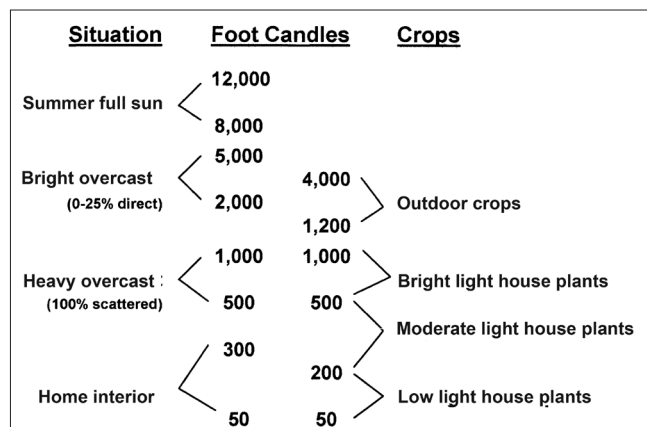 Situation Foot Candles Crops
12,000
Summer full sun
8,000
5,000
Bright overcast 4,000
(0-25% direct) 2,000 Outdoor crops
1,200
1,000 1,000
Heavy overcast : Bright light house plants
(100% scattered) 500 500
Moderate light house plants
300
200
Home interior Low light house plants
50 50